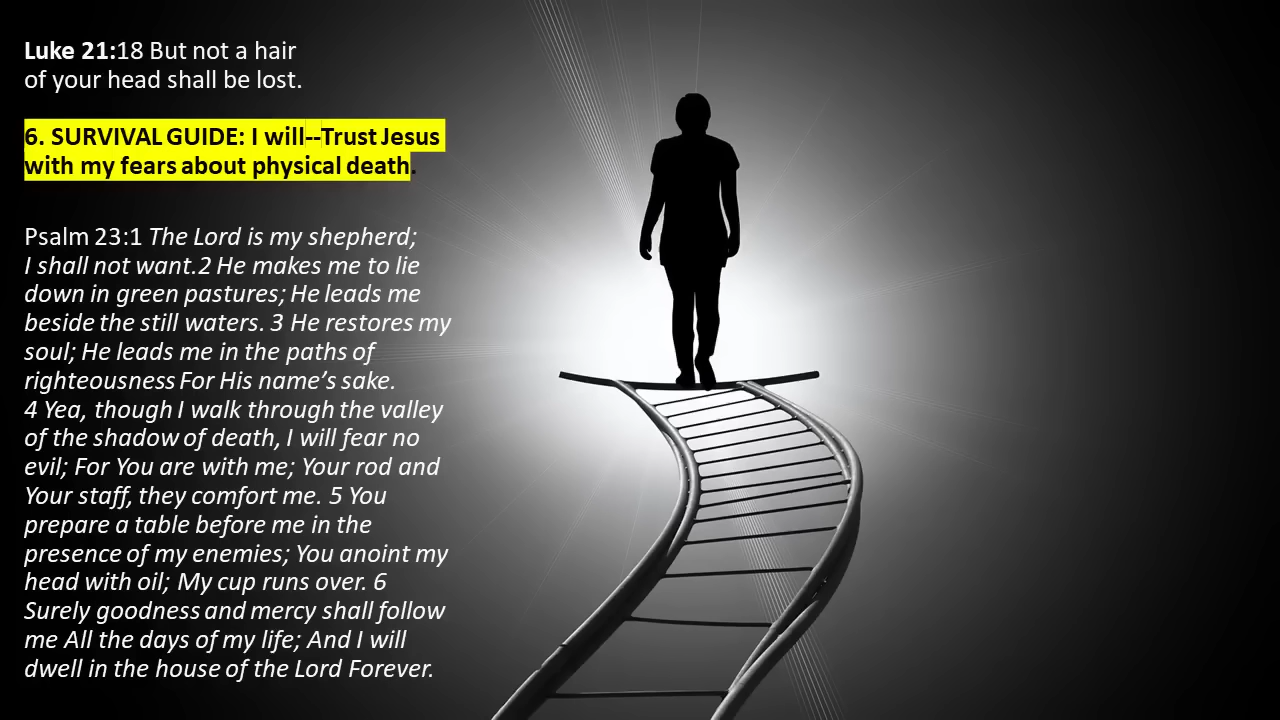 Luke 21:18 But not a hair
of your head shall be lost.
6. SURVIVAL GUIDE: I will--Trust Jesus
with my fears about physical death.
Psalm 23:1 The Lord is my shepherd;
I shall not want.2 He makes me to lie
down in green pastures; He leads me
beside the still waters. 3 He restores my
soul; He leads me in the paths of
righteousness For His name’s sake.
4 Yea, though I walk through the valley
of the shadow of death, I will fear no
evil; For You are with me; Your rod and
Your staff, they comfort me. 5 You
prepare a table before me in the
presence of my enemies; You anoint my
head with oil; My cup runs over. 6
Surely goodness and mercy shall follow
me All the days of my life; And I will
dwell in the house of the Lord Forever.